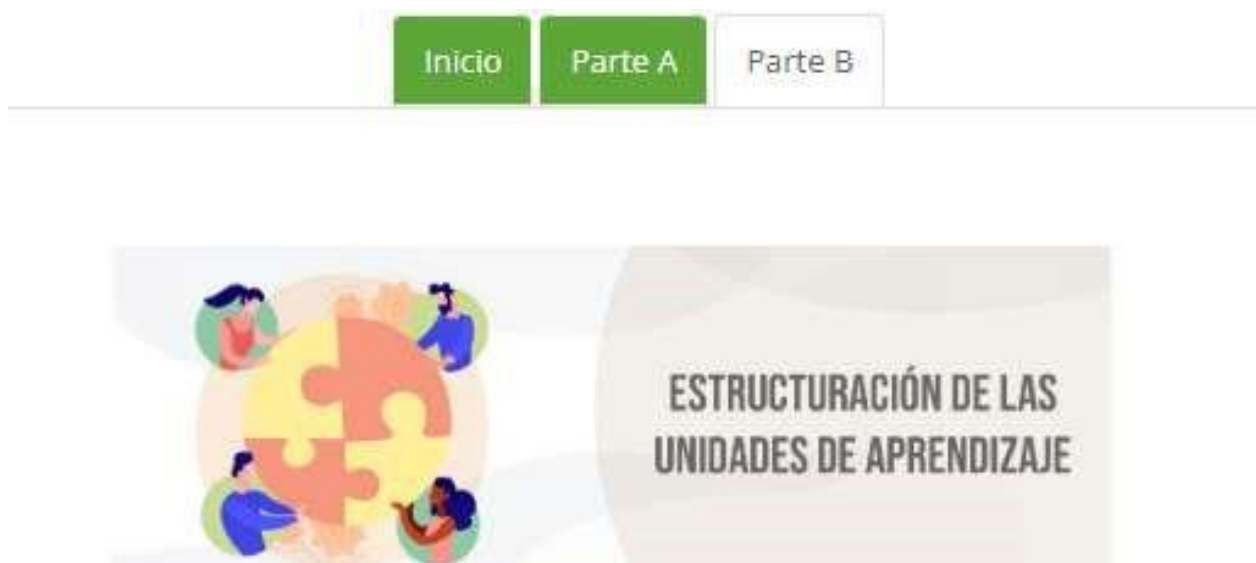 Inicio Parte A Parte B
ESTRUCTURACIÓN DE LAS
UNIDADES DE APRENDIZAJE